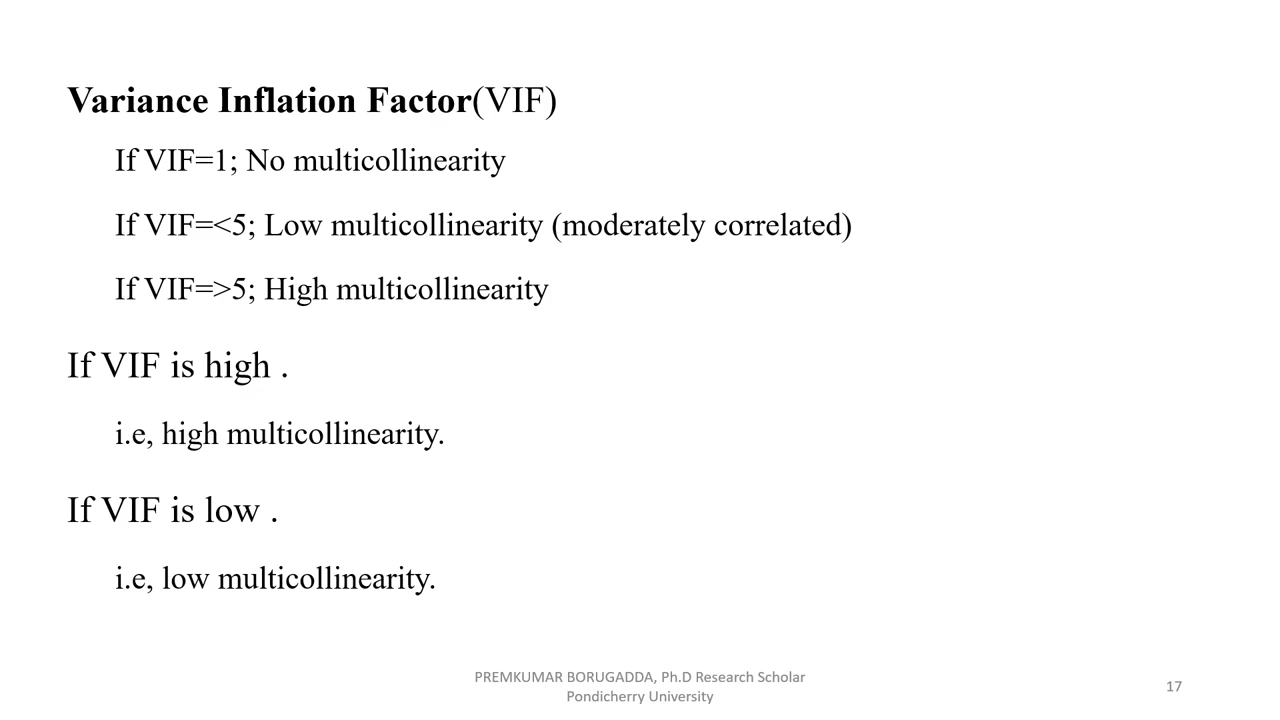 Variance Inflation Factor(VIF)
If VIF=1; No multicollinearity
If VIF=<5; Low multicollinearity (moderately correlated)
If VIF=>5; High multicollinearity
If VIF is high .
i.e, high multicollinearity.
If VIF is low .
i.e, low multicollinearity.
PREMKUMAR BORUGADDA, Ph.D Research Scholar
Pondicherry University
17